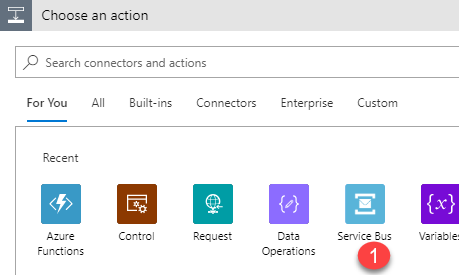 Choose an action
Search connectors and actions
For You All Built-ins Connectors Enterprise Custom
Recent
{x}
Azure Functions Control Request Data Operations Service Bus Variables
1